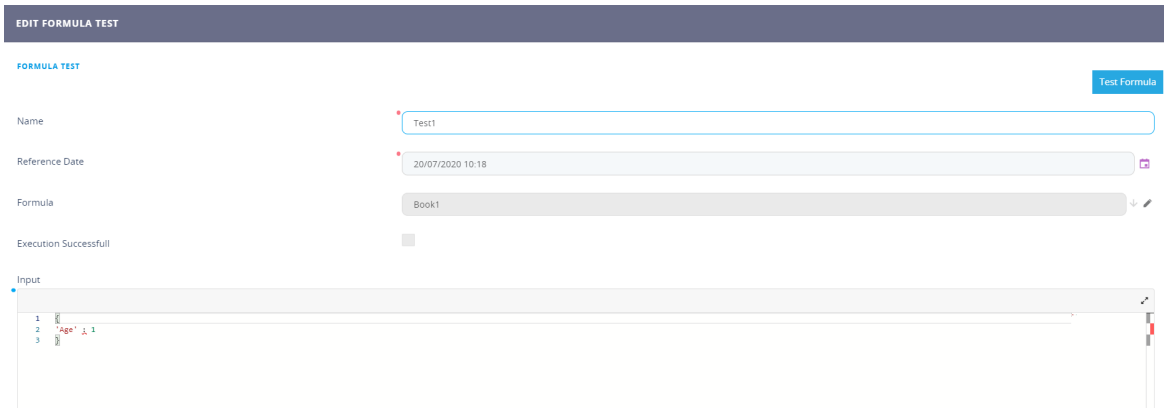 EDIT FORMULA TEST
FORMULA TEST
Test Formula
Name
Test1
Reference Date
20/07/2020 10:18
Formula
Book1
Execution Successfull
Input
1 {
2 'Age' : 1
3 }